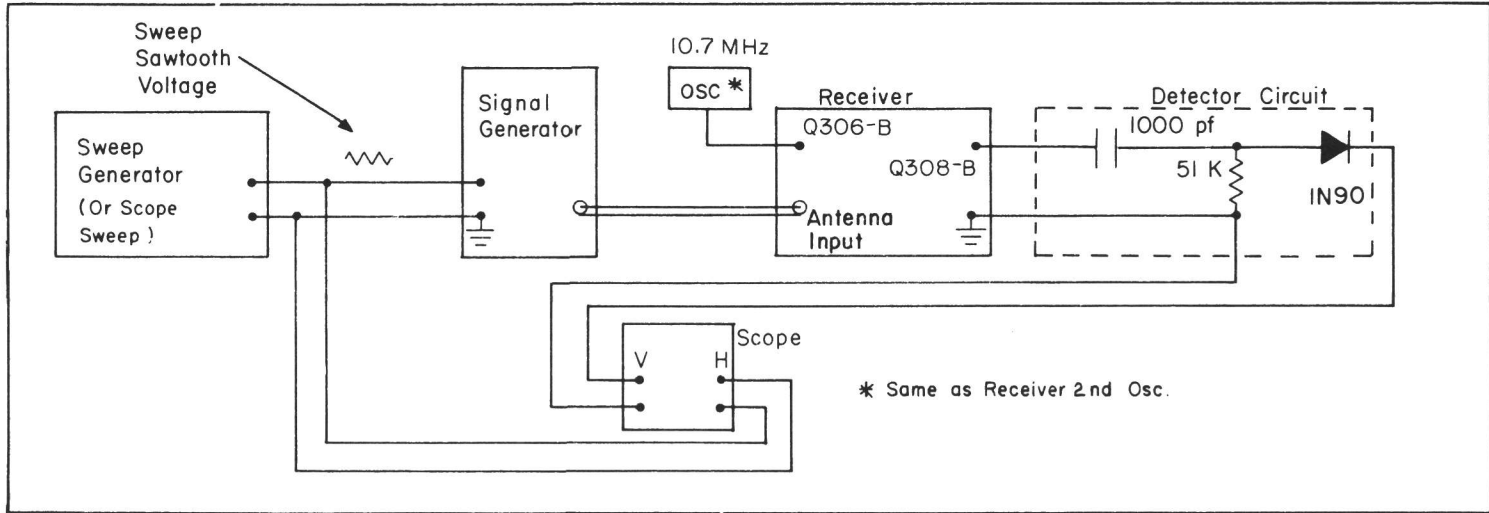 Sweep
Sawtooth
Voltage
Sweep
Generator
(Or Scope
Sweep)
Signal
Generator
10.7 MHz
OSC *
Receiver
Q306-B
Q308-B
Antenna
Input
Detector Circuit
1000 pf
51 K
IN90
Scope
V H
* Same as Receiver 2nd Osc.